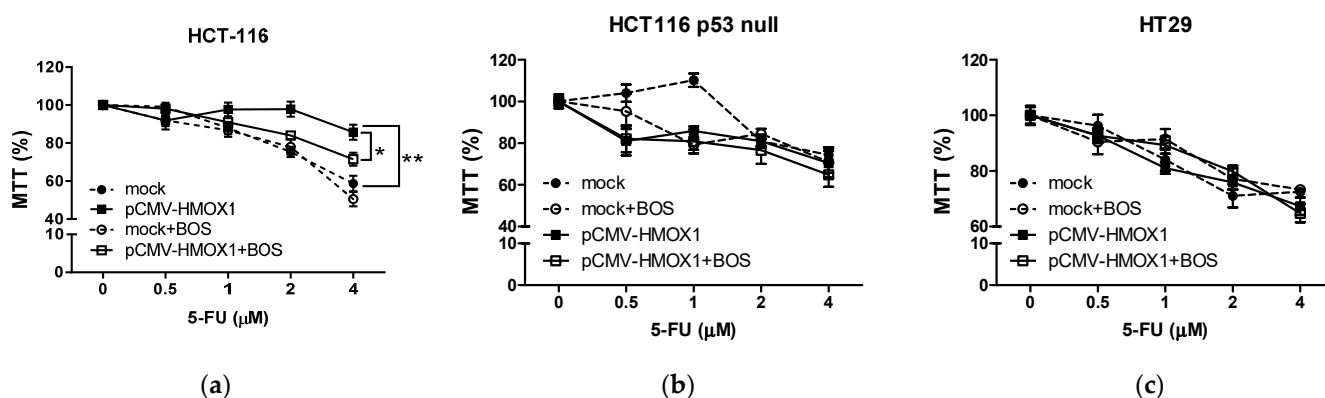 HCT-116
120
100
80
60
40
10
0
MTT (%)
mock
pCMV-HMOX1
mock+BOS
pCMV-HMOX1+BOS
*
**
0 0.5 1 2 4
5-FU (μM)
(a)
HCT116 p53 null
120
100
80
60
10
0
MTT (%)
mock
mock+BOS
pCMV-HMOX1
pCMV-HMOX1+BOS
0 0.5 1 2 4
5-FU (μM)
(b)
HT29
120
100
80
60
10
0
MTT (%)
mock
mock+BOS
pCMV-HMOX1
pCMV-HMOX1+BOS
0 0.5 1 2 4
5-FU (μM)
(c)